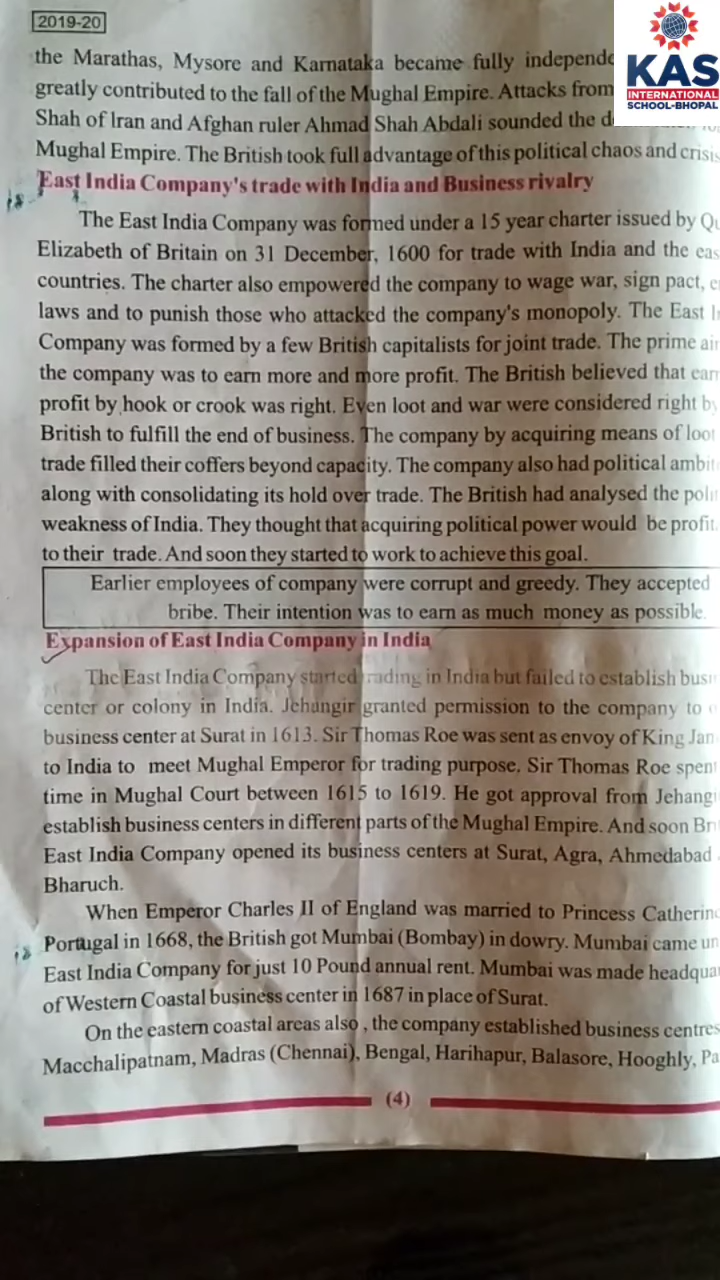 2019-20
KAS
INTERNATIONAL
SCHOOL-BHOPAL
the Marathas, Mysore and Karnataka became fully
greatly contributed to the fall of the Mughal Empire. Attacks from
Shah of Iran and Afghan ruler Ahmad Shah Abdali sounded the
Mughal Empire. The British took full advantage of this political chaos and crisis
East India Company's trade with India and Business rivalry
The East India Company was formed under a 15 year charter issued by
Elizabeth of Britain on 31 December, 1600 for trade with India and the
countries. The charter also empowered the company to wage war, sign pact,
laws and to punish those who attacked the company's monopoly. The East
Company was formed by a few British capitalists for joint trade. The prime
the company was to earn more and more profit. The British believed that
profit by hook or crook was right. Even loot and war were considered right by
British to fulfill the end of business. The company by acquiring means of loot
trade filled their coffers beyond capacity. The company also had political
along with consolidating its hold over trade. The British had analysed the
weakness of India. They thought that acquiring political power would be
to their trade. And soon they started to work to achieve this goal.
Earlier employees of company were corrupt and greedy. They accepted
bribe. Their intention was to earn as much money as possible.
Expansion of East India Company in India
The East India Company started trading in India but failed to establish
center or colony in India. Jehangir granted permission to the company to
business center at Surat in 1613. Sir Thomas Roe was sent as envoy of King
to India to meet Mughal Emperor for trading purpose. Sir Thomas Roe spent
time in Mughal Court between 1615 to 1619. He got approval from
establish business centers in different parts of the Mughal Empire. And soon
East India Company opened its business centers at Surat, Agra, Ahmedabad
Bharuch.
When Emperor Charles II of England was married to Princess
Portugal in 1668, the British got Mumbai (Bombay) in dowry. Mumbai came
East India Company for just 10 Pound annual rent. Mumbai was made
of Western Coastal business center in 1687 in place of Surat.
On the eastern coastal areas also , the company established business centres
Macchalipatnam, Madras (Chennai), Bengal, Harihapur, Balasore, Hooghly,
(4)